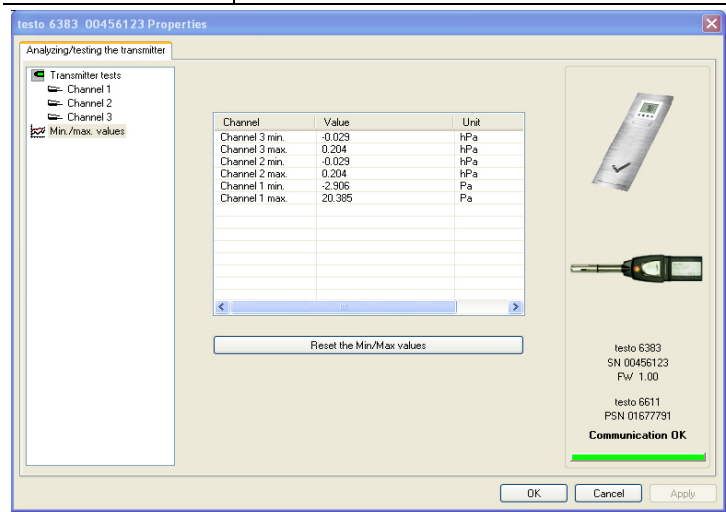 testo 6383 00456123 Properties
Analyzing/testing the transmitter
Transmitter tests
Channel 1
Channel 2
Channel 3
Min./max. values
Channel Value Unit
Channel 3 min. -0.029 hPa
Channel 3 max. 0.204 hPa
Channel 2 min. -0.029 hPa
Channel 2 max. 0.204 hPa
Channel 1 min. -2.906 Pa
Channel 1 max. 20.385 Pa
Reset the Min/Max values
testo 6383
SN 00456123
FW 1.00
testo 6611
PSN 01677791
Communication OK
OK Cancel Apply